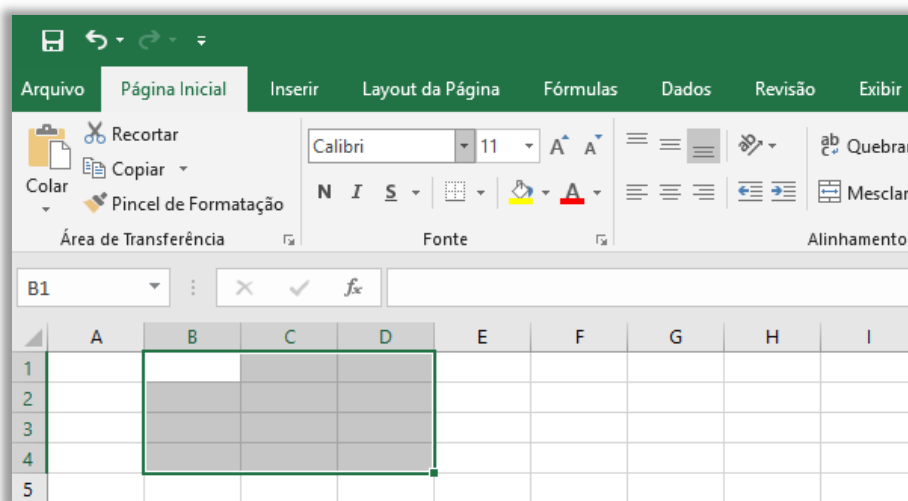 Arquivo Página Inicial Inserir Layout da Página Fórmulas Dados Revisão Exibir
Colar
Recortar
Copiar
Pincel de Formatação
Área de Transferência
Calibri 11 A A
N I S A
Fonte
ab Quebrar
Mesclar
Alinhamento
B1 fx
A B C D E F G H I
1
2
3
4
5